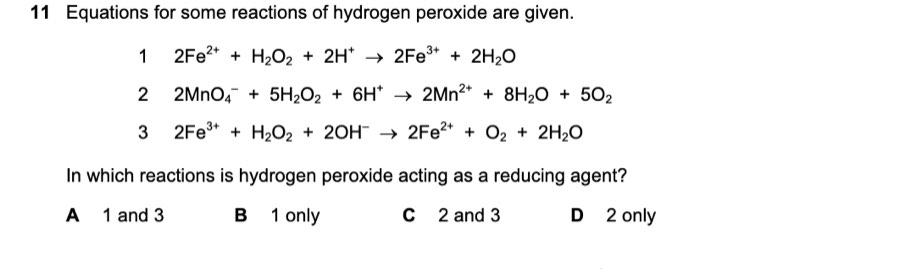 11 Equations for some reactions of hydrogen peroxide are given.
1 2Fe²⁺ + H₂O₂ + 2H⁺ → 2Fe³⁺ + 2H₂O
2 2MnO₄⁻ + 5H₂O₂ + 6H⁺ → 2Mn²⁺ + 8H₂O + 5O₂
3 2Fe³⁺ + H₂O₂ + 2OH⁻ → 2Fe²⁺ + O₂ + 2H₂O
In which reactions is hydrogen peroxide acting as a reducing agent?
A 1 and 3 B 1 only C 2 and 3 D 2 only